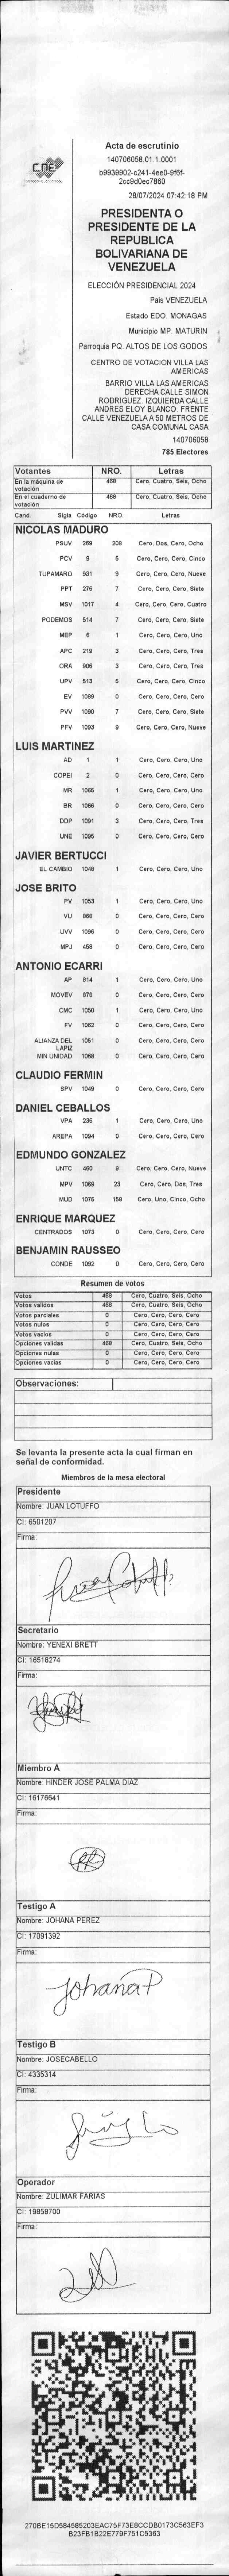 CNE
Acta de escrutinio
140706058.01.1.0001
b9939902-c241-4ee0-9f6f-
2cc9d0ec7860
28/07/2024 07:42:18 PM
PRESIDENTA O
PRESIDENTE DE LA
REPUBLICA
BOLIVARIANA DE
VENEZUELA
ELECCIÓN PRESIDENCIAL 2024
País VENEZUELA
Estado EDO. MONAGAS
Municipio MP. MATURIN
Parroquia PQ. ALTOS DE LOS GODOS
CENTRO DE VOTACION VILLA LAS
AMERICAS
BARRIO VILLA LAS AMERICAS
DERECHA CALLE SIMON
RODRIGUEZ. IZQUIERDA CALLE
ANDRES ELOY BLANCO. FRENTE
CALLE VENEZUELA A 50 METROS DE
CASA COMUNAL CASA
140706058
785 Electores
Votantes NRO. Letras
En la máquina de votación 468 Cero, Cuatro, Seis, Ocho
En el cuaderno de votación 468 Cero, Cuatro, Seis, Ocho
Cand. Sigla Código NRO. Letras
NICOLAS MADURO
PSUV 269 208 Cero, Dos, Cero, Ocho
PCV 9 5 Cero, Cero, Cero, Cinco
TUPAMARO 931 9 Cero, Cero, Cero, Nueve
PPT 276 7 Cero, Cero, Cero, Siete
MSV 1017 4 Cero, Cero, Cero, Cuatro
PODEMOS 514 7 Cero, Cero, Cero, Siete
MEP 6 1 Cero, Cero, Cero, Uno
APC 219 3 Cero, Cero, Cero, Tres
ORA 906 3 Cero, Cero, Cero, Tres
UPV 513 5 Cero, Cero, Cero, Cinco
EV 1089 0 Cero, Cero, Cero, Cero
PVV 1090 7 Cero, Cero, Cero, Siete
PFV 1093 9 Cero, Cero, Cero, Nueve
LUIS MARTINEZ
AD 1 1 Cero, Cero, Cero, Uno
COPEI 2 0 Cero, Cero, Cero, Cero
MR 1065 1 Cero, Cero, Cero, Uno
BR 1066 0 Cero, Cero, Cero, Cero
DDP 1091 3 Cero, Cero, Cero, Tres
UNE 1095 0 Cero, Cero, Cero, Cero
JAVIER BERTUCCI
EL CAMBIO 1048 1 Cero, Cero, Cero, Uno
JOSE BRITO
PV 1053 1 Cero, Cero, Cero, Uno
VU 868 0 Cero, Cero, Cero, Cero
UVV 1096 0 Cero, Cero, Cero, Cero
MPJ 458 0 Cero, Cero, Cero, Cero
ANTONIO ECARRI
AP 814 1 Cero, Cero, Cero, Uno
MOVEV 878 0 Cero, Cero, Cero, Cero
CMC 1050 1 Cero, Cero, Cero, Uno
FV 1062 0 Cero, Cero, Cero, Cero
ALIANZA DEL LAPIZ 1051 0 Cero, Cero, Cero, Cero
MIN UNIDAD 1058 0 Cero, Cero, Cero, Cero
CLAUDIO FERMIN
SPV 1049 0 Cero, Cero, Cero, Cero
DANIEL CEBALLOS
VPA 236 1 Cero, Cero, Cero, Uno
AREPA 1094 0 Cero, Cero, Cero, Cero
EDMUNDO GONZALEZ
UNTC 460 9 Cero, Cero, Cero, Nueve
MPV 1069 23 Cero, Cero, Dos, Tres
MUD 1076 158 Cero, Uno, Cinco, Ocho
ENRIQUE MARQUEZ
CENTRADOS 1073 0 Cero, Cero, Cero, Cero
BENJAMIN RAUSSEO
CONDE 1092 0 Cero, Cero, Cero, Cero
Resumen de votos
Votos 468 Cero, Cuatro, Seis, Ocho
Votos validos 468 Cero, Cuatro, Seis, Ocho
Votos parciales 0 Cero, Cero, Cero, Cero
Votos nulos 0 Cero, Cero, Cero, Cero
Votos vacios 0 Cero, Cero, Cero, Cero
Opciones validas 468 Cero, Cuatro, Seis, Ocho
Opciones nulas 0 Cero, Cero, Cero, Cero
Opciones vacias 0 Cero, Cero, Cero, Cero
Observaciones:
Se levanta la presente acta la cual firman en
señal de conformidad.
Miembros de la mesa electoral
Presidente
Nombre: JUAN LOTUFFO
CI: 6501207
Firma:
Secretario
Nombre: YENEXI BRETT
CI: 16518274
Firma:
Miembro A
Nombre: HINDER JOSE PALMA DIAZ
CI: 16176641
Firma:
Testigo A
Nombre: JOHANA PEREZ
CI: 17091392
Firma:
Johana P
Testigo B
Nombre: JOSECABELLO
CI: 4335314
Firma:
Operador
Nombre: ZULIMAR FARIAS
CI: 19858700
Firma:
270BE15D584585203EAC75F73E8CCDB0173C563EF3
B23FB1B22E779F751C5363